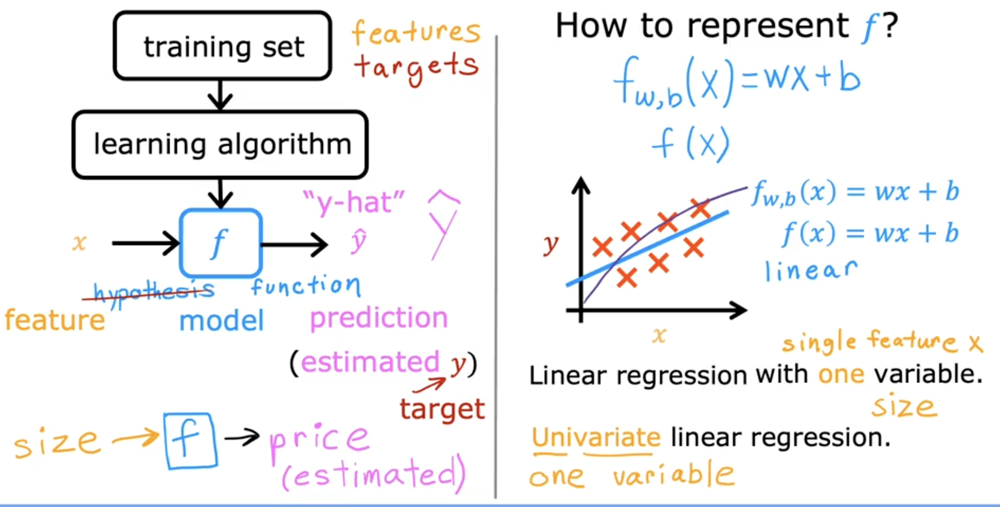 training set
features
targets
learning algorithm
"y-hat"
ŷ
x
f
ŷ
hypothesis
function
feature
model
prediction
(estimated y)
target
size → f → price
(estimated)
How to represent f?
f_{w,b}(x) = wx + b
f(x)
f_{w,b}(x) = wx + b
f(x) = wx + b
linear
y
x
single feature x
Linear regression with one variable.
size
Univariate linear regression.
one variable